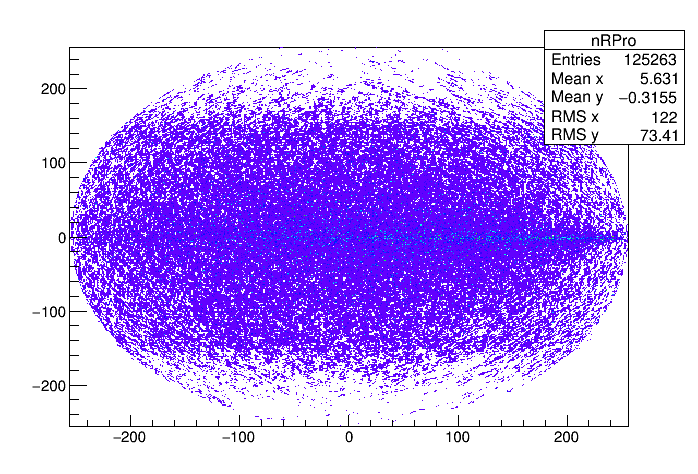 nRPro
Entries 125263
Mean x 5.631
Mean y −0.3155
RMS x 122
RMS y 73.41
200
100
0
−100
−200
−200 −100 0 100 200